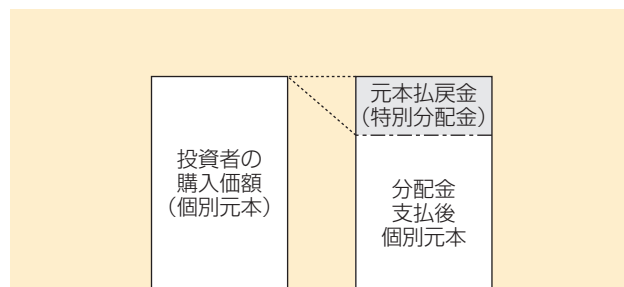 投資者の
購入価額
（個別元本）
元本払戻金
（特別分配金）
分配金
支払後
個別元本